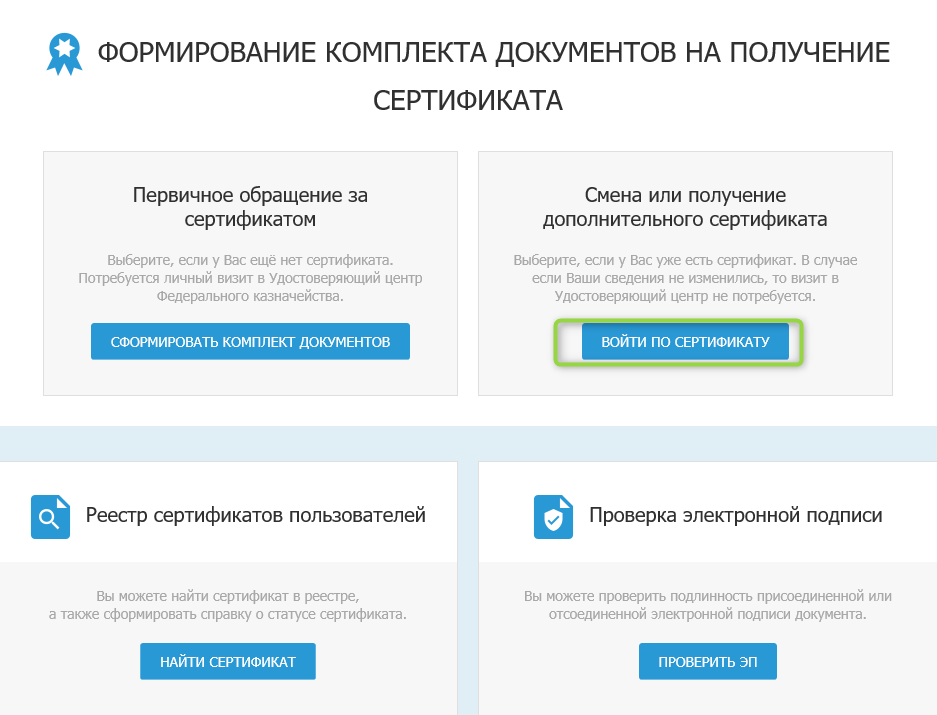 ФОРМИРОВАНИЕ КОМПЛЕКТА ДОКУМЕНТОВ НА ПОЛУЧЕНИЕ
СЕРТИФИКАТА
Первичное обращение за
сертификатом
Выберите, если у Вас ещё нет сертификата.
Потребуется личный визит в Удостоверяющий центр
Федерального казначейства.
СФОРМИРОВАТЬ КОМПЛЕКТ ДОКУМЕНТОВ
Смена или получение
дополнительного сертификата
Выберите, если у Вас уже есть сертификат. В случае
если Ваши сведения не изменились, то визит в
Удостоверяющий центр не потребуется.
ВОЙТИ ПО СЕРТИФИКАТУ
Реестр сертификатов пользователей
Вы можете найти сертификат в реестре,
а также сформировать справку о статусе сертификата.
НАЙТИ СЕРТИФИКАТ
Проверка электронной подписи
Вы можете проверить подлинность присоединенной или
отсоединенной электронной подписи документа.
ПРОВЕРИТЬ ЭП